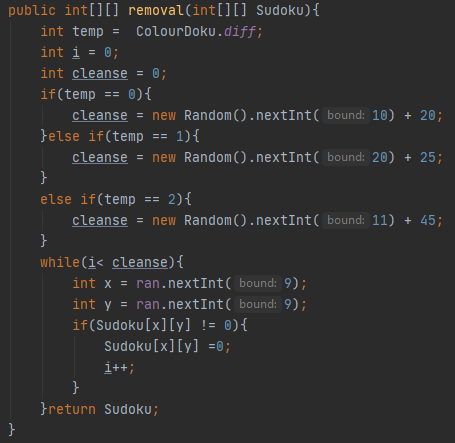 public int[][] removal(int[][] Sudoku){
    int temp =  ColourDoku.diff;
    int i = 0;
    int cleanse = 0;
    if(temp == 0){
        cleanse = new Random().nextInt( bound: 10) + 20;
    }else if(temp == 1){
        cleanse = new Random().nextInt( bound: 20) + 25;
    }
    else if(temp == 2){
        cleanse = new Random().nextInt( bound: 11) + 45;
    }
    while(i< cleanse){
        int x = ran.nextInt( bound: 9);
        int y = ran.nextInt( bound: 9);
        if(Sudoku[x][y] != 0){
            Sudoku[x][y] =0;
            i++;
        }
    }return Sudoku;
}